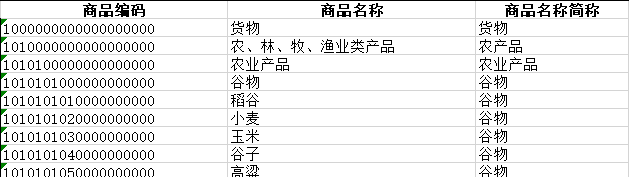 商品编码 商品名称 商品名称简称
1000000000000000000 货物 货物
1010000000000000000 农、林、牧、渔业类产品 农产品
1010100000000000000 农业产品 农业产品
1010101000000000000 谷物 谷物
1010101010000000000 稻谷 谷物
1010101020000000000 小麦 谷物
1010101030000000000 玉米 谷物
1010101040000000000 谷子 谷物
1010101050000000000 高粱 谷物